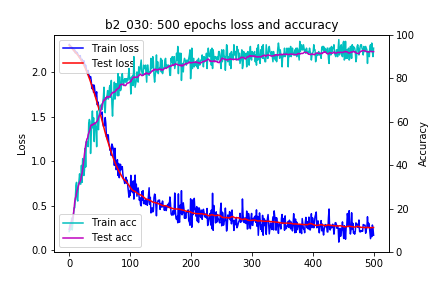 b2_030: 500 epochs loss and accuracy
Train loss
Test loss
Train acc
Test acc
Loss
2.0
1.5
1.0
0.5
0.0
Accuracy
100
80
60
40
20
0
0
100
200
300
400
500